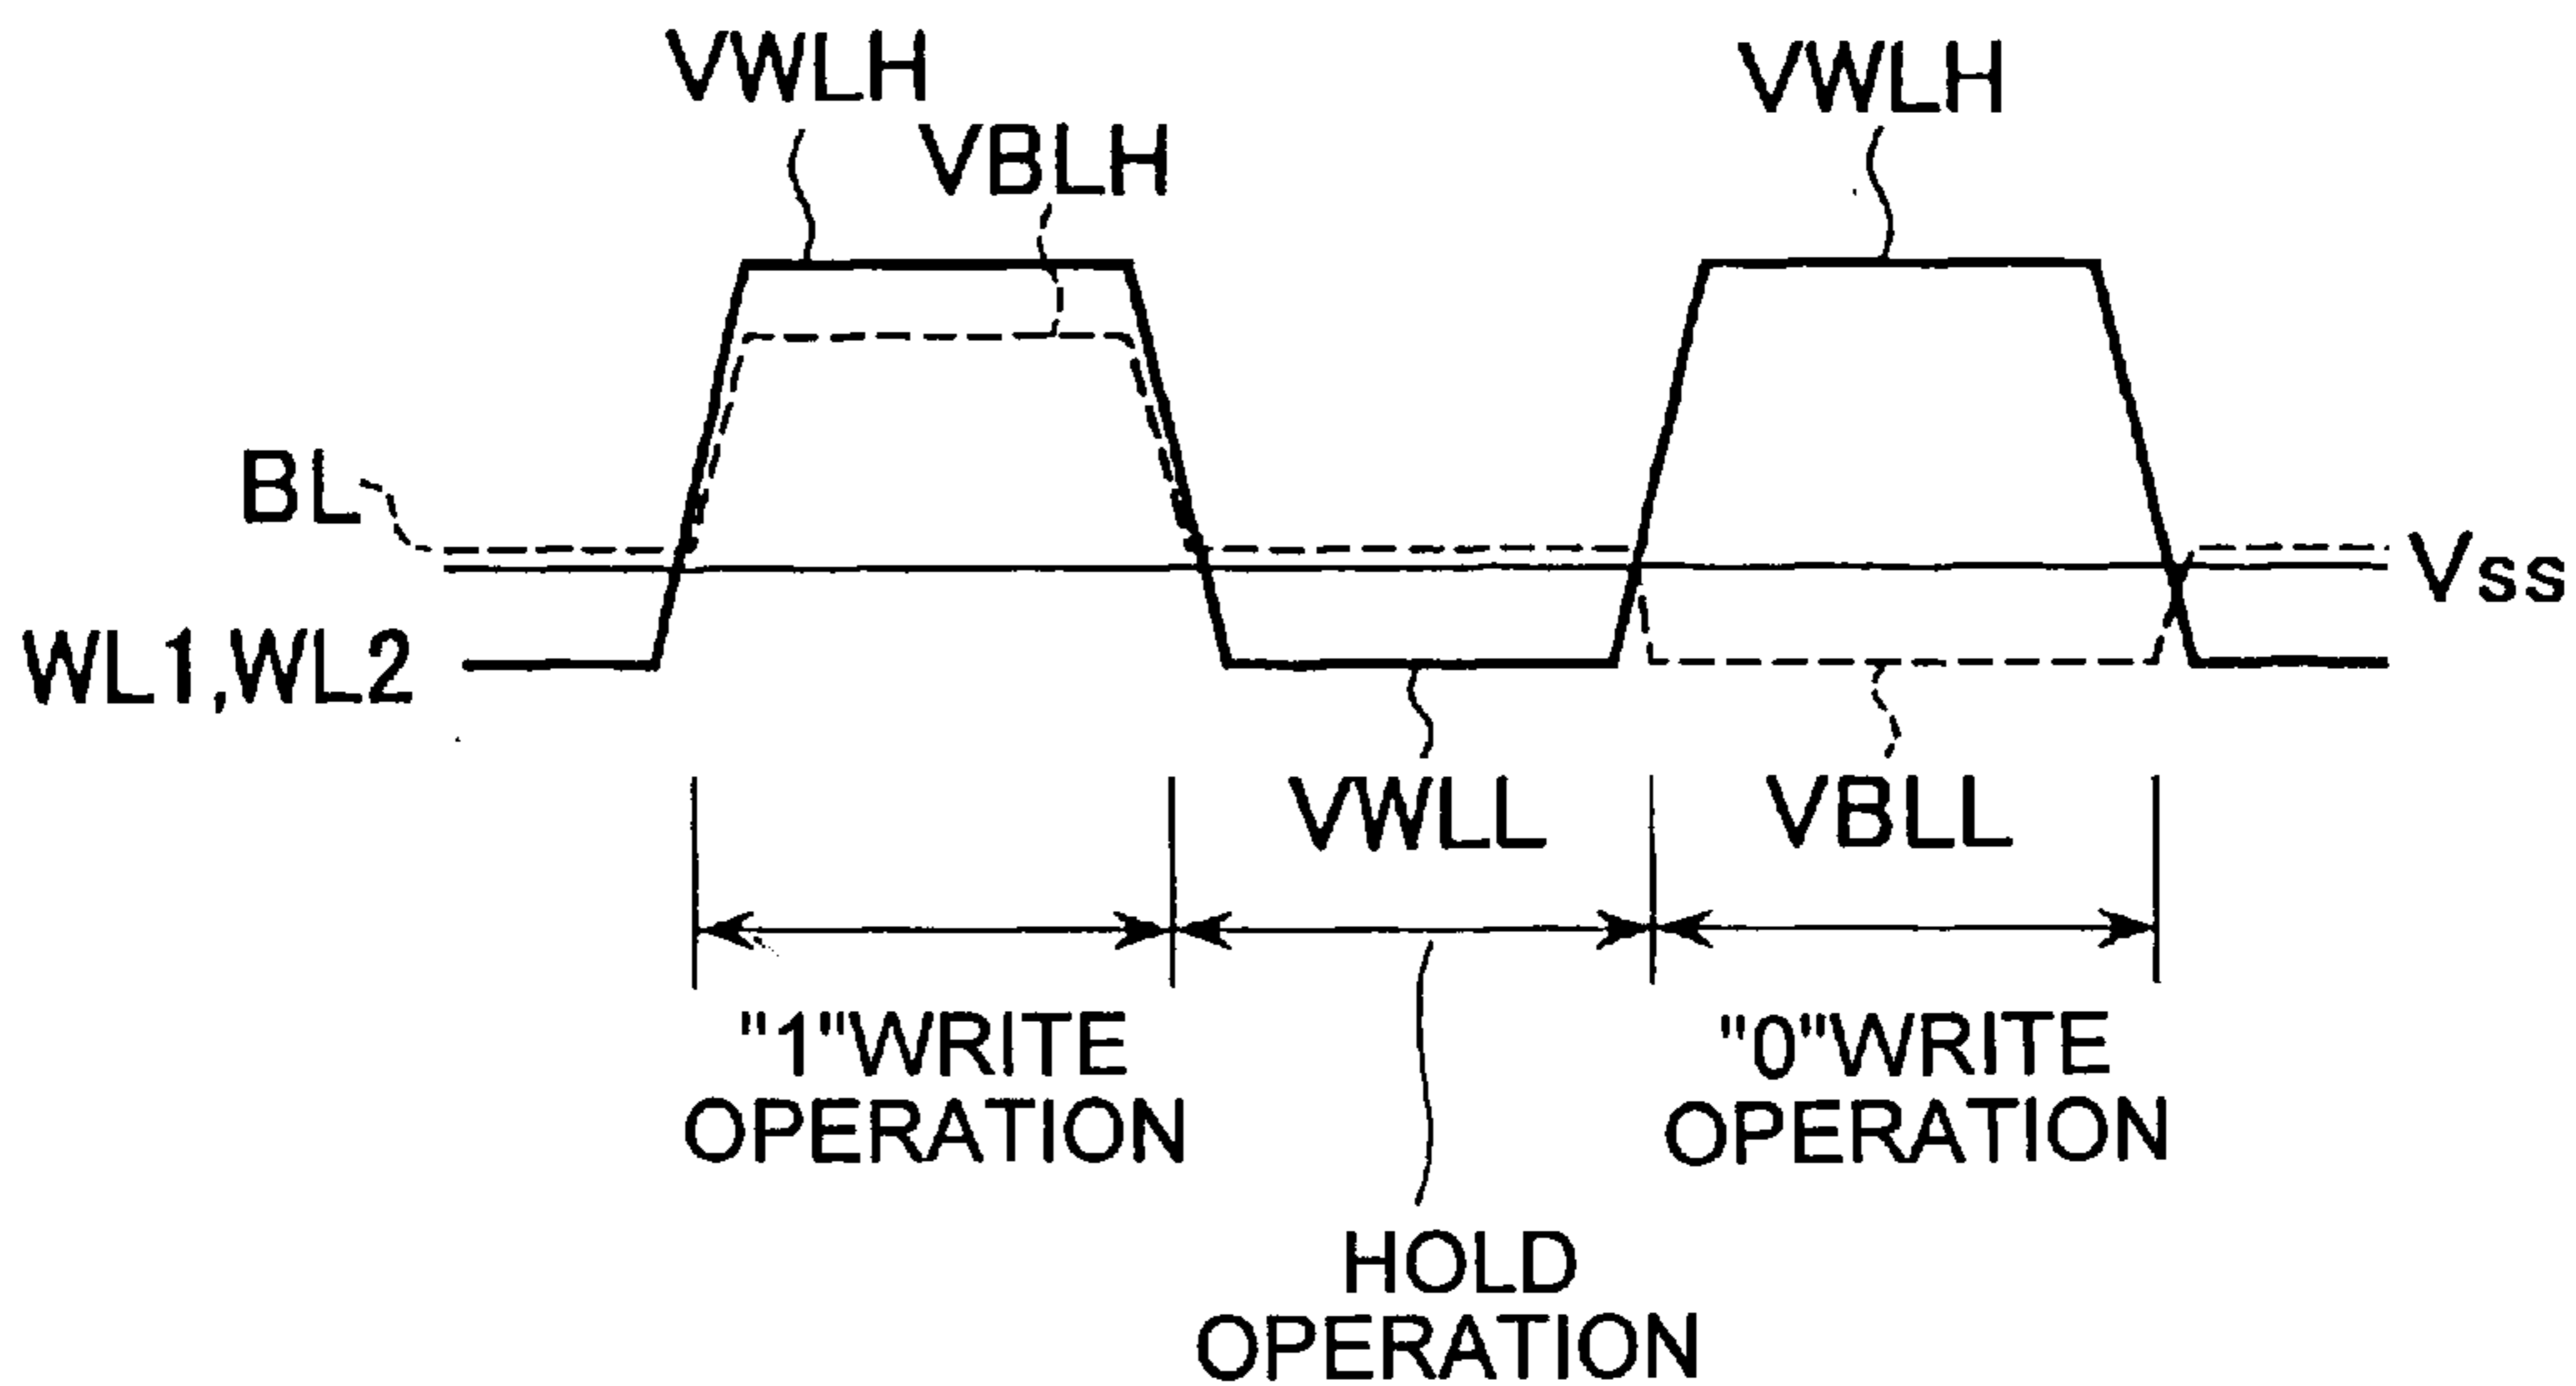 VWLH
VWLH
VBLH
BL
Vss
WL1,WL2
VWLL
VBLL
"1"WRITE
OPERATION
"0"WRITE
OPERATION
HOLD
OPERATION